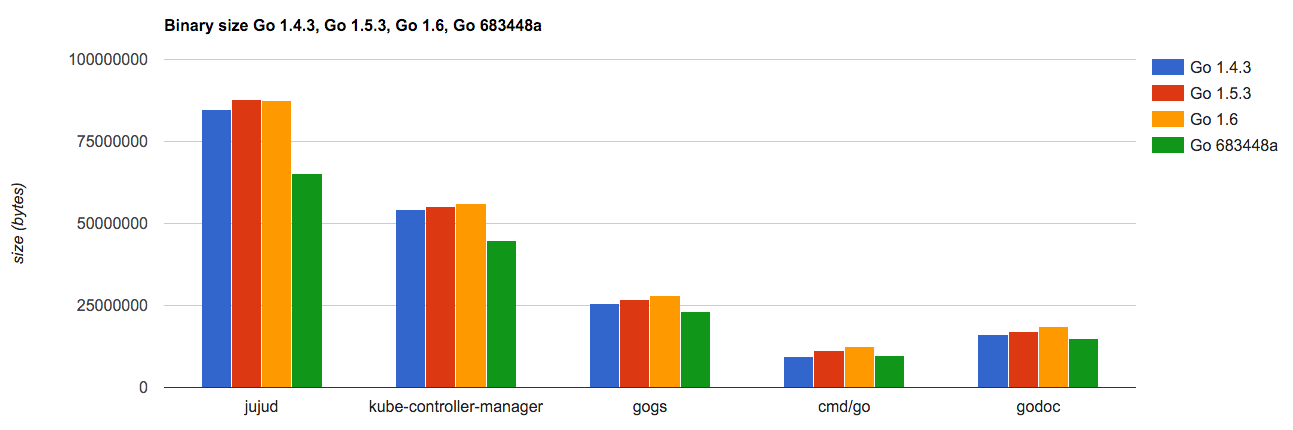 Binary size Go 1.4.3, Go 1.5.3, Go 1.6, Go 683448a
100000000
75000000
50000000
25000000
0
size (bytes)
jujud
kube-controller-manager
gogs
cmd/go
godoc
Go 1.4.3
Go 1.5.3
Go 1.6
Go 683448a